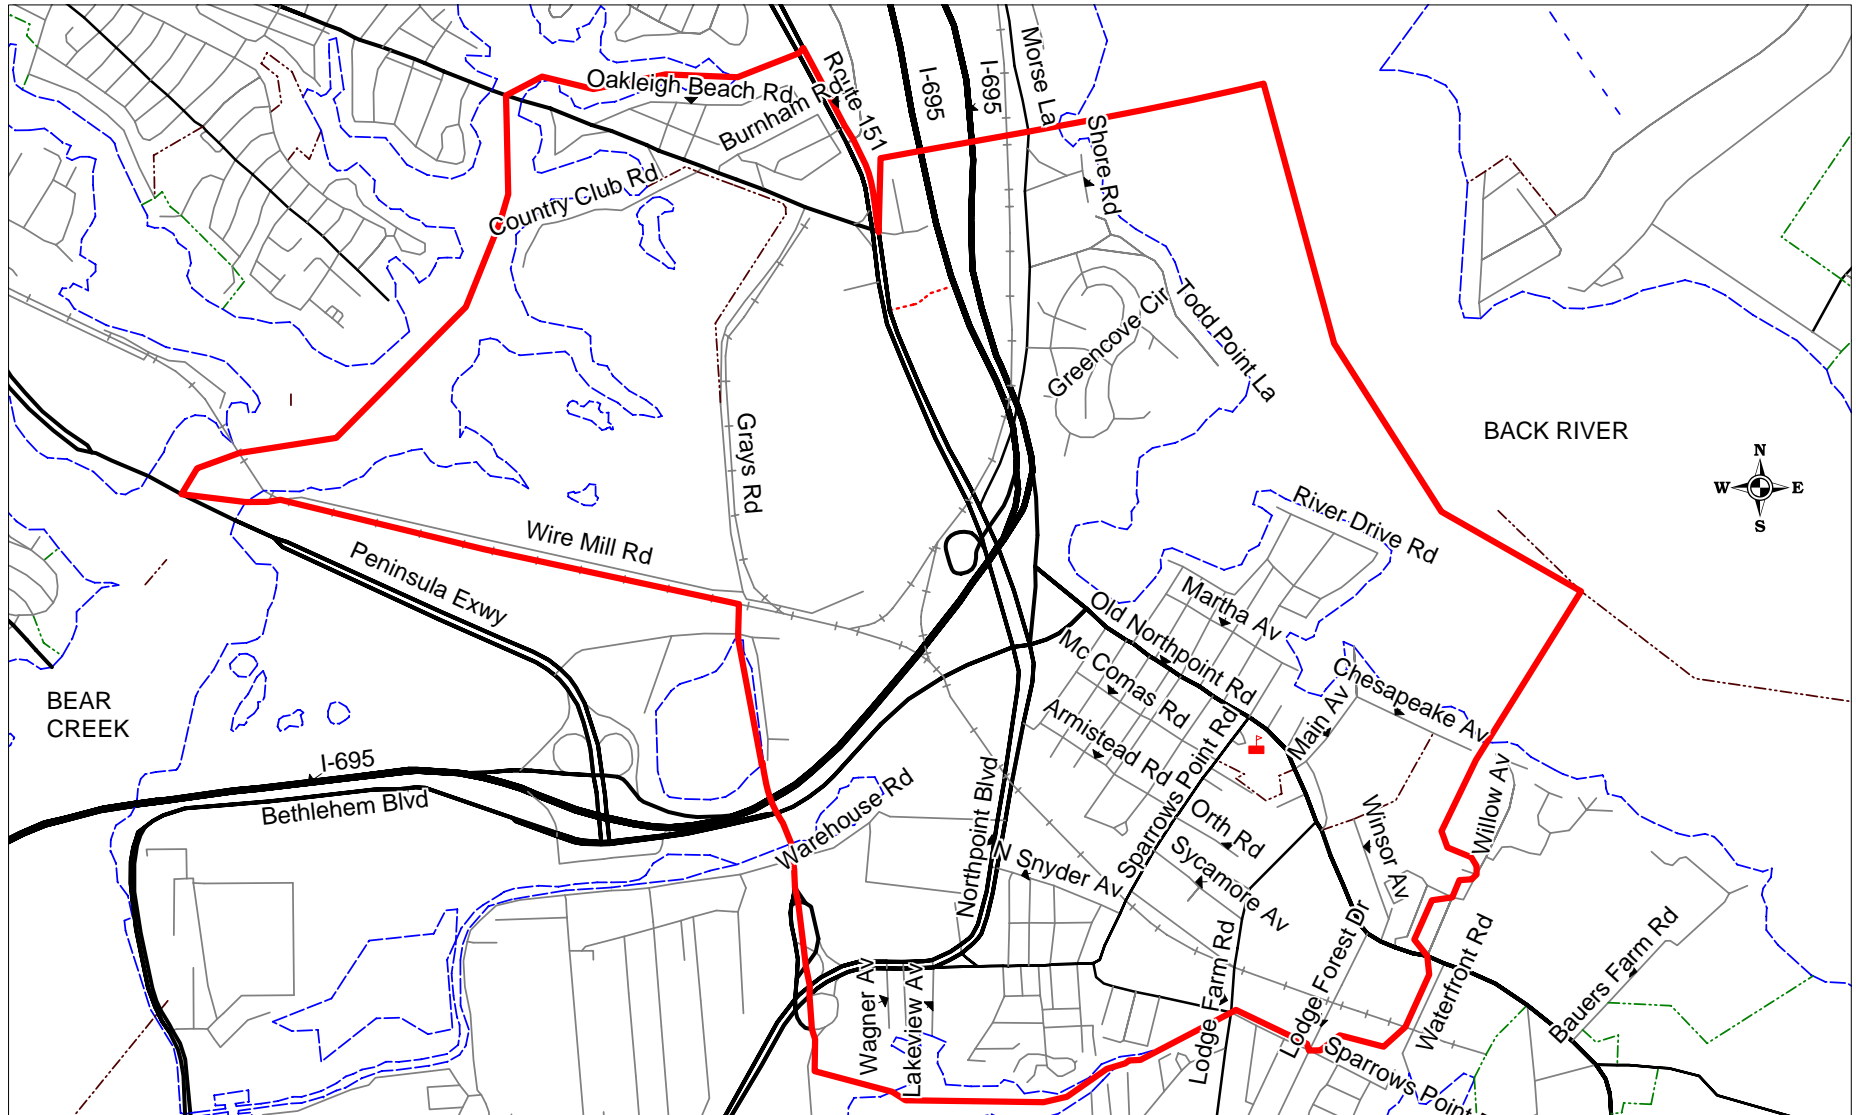 Morse La
Route 151
I-695
I-695
Oakleigh Beach Rd
Burnham Rd
Shore Rd
Country Club Rd
Todd Point La
Greencove Cir
BACK RIVER
N
W E
S
Grays Rd
River Drive Rd
Wire Mill Rd
Peninsula Exwy
Martha Av
Old Northpoint Rd
Mc Comas Rd
Chesapeake Av
BEAR
CREEK
Main Av
Armistead Rd
Sparrows Point Rd
I-695
Bethlehem Blvd
Warehouse Rd
Northpoint Blvd
Willow Av
Winsor Av
Orth Rd
N Snyder Av
Sycamore Av
Lodge Forest Dr
Waterfront Rd
Bauers Farm Rd
Lodge Farm Rd
Wagner Av
Lakeview Av
Sparrows Point